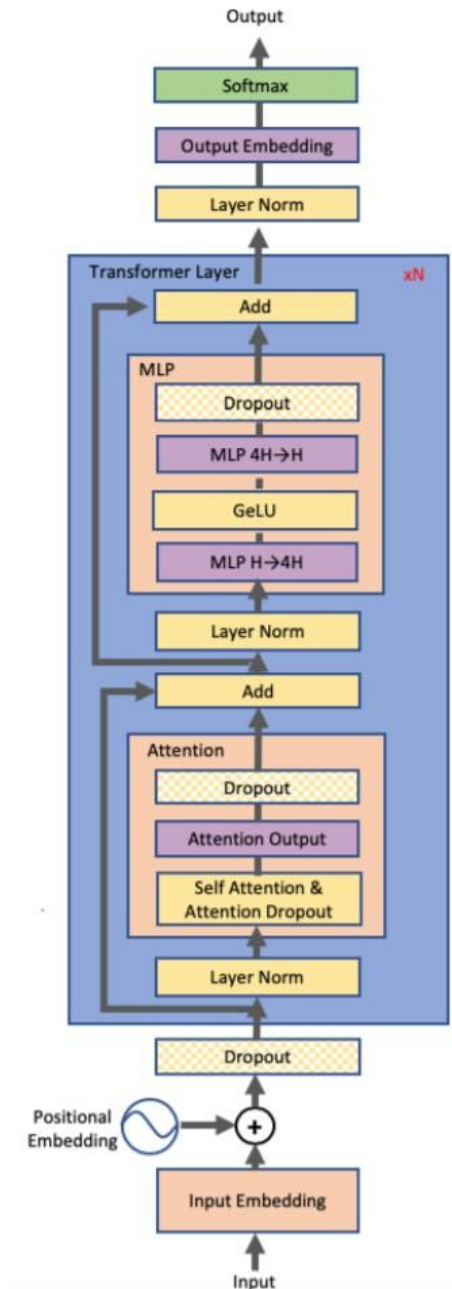 Output
Softmax
Output Embedding
Layer Norm
Transformer Layer
xN
Add
MLP
Dropout
MLP 4H→H
GeLU
MLP H→4H
Layer Norm
Add
Attention
Dropout
Attention Output
Self Attention &
Attention Dropout
Layer Norm
Dropout
Positional
Embedding
+
Input Embedding
Input